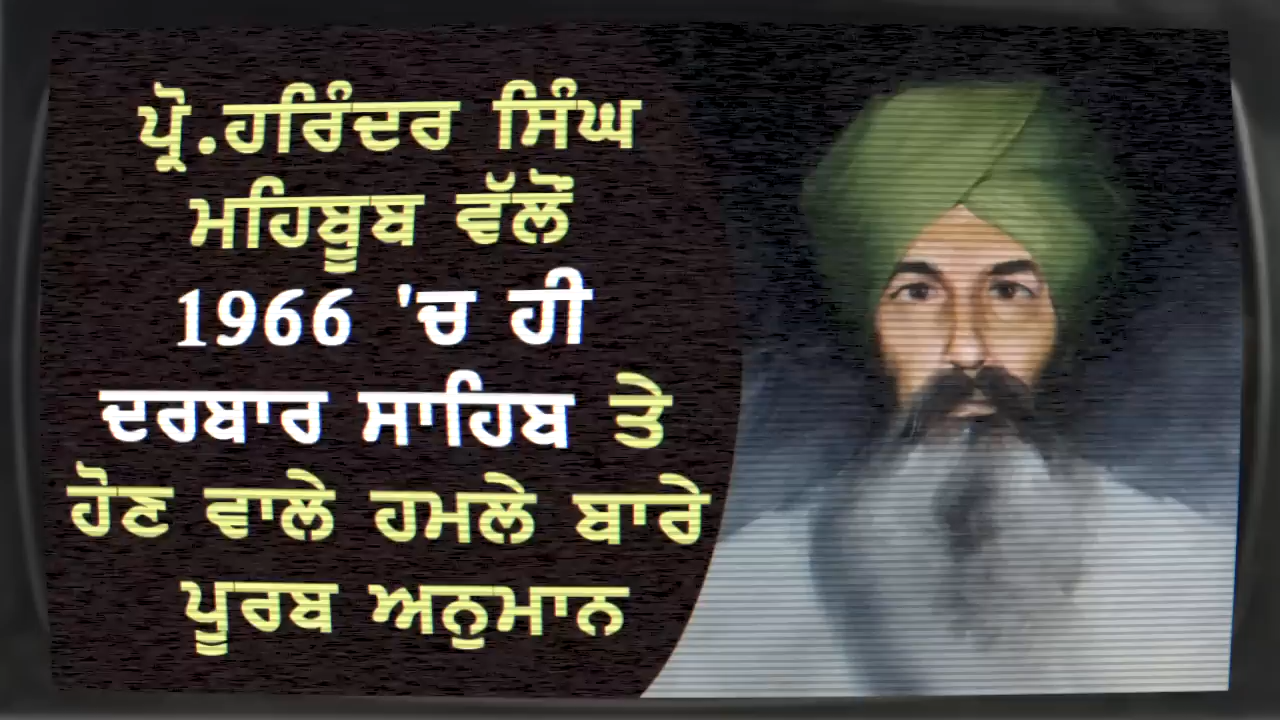 ਪ੍ਰੋ.ਹਰਿੰਦਰ ਸਿੰਘ
ਮਹਿਬੂਬ ਵੱਲੋਂ
1966 'ਚ ਹੀ
ਦਰਬਾਰ ਸਾਹਿਬ ਤੇ
ਹੋਣ ਵਾਲੇ ਹਮਲੇ ਬਾਰੇ
ਪੂਰਬ ਅਨੁਮਾਨ